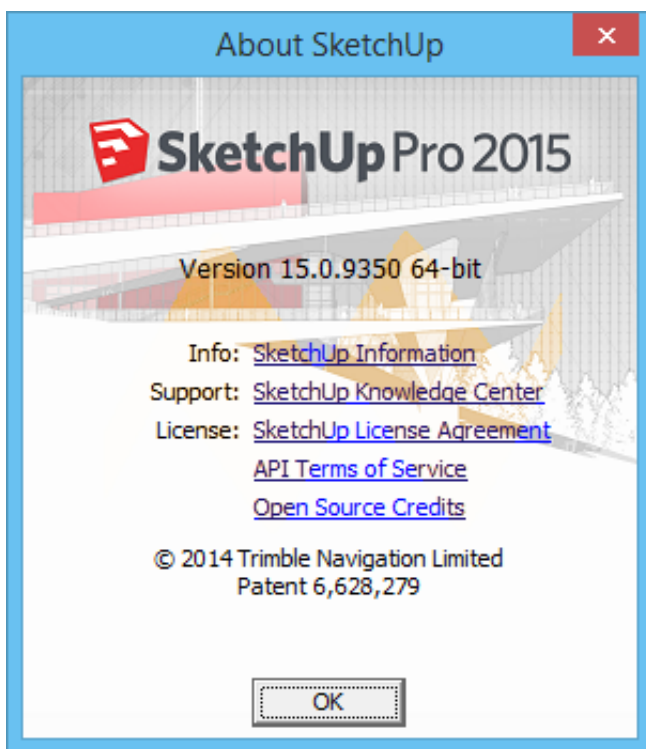 About SketchUp
SketchUp Pro 2015
Version 15.0.9350 64-bit
Info: SketchUp Information
Support: SketchUp Knowledge Center
License: SketchUp License Agreement
API Terms of Service
Open Source Credits
© 2014 Trimble Navigation Limited
Patent 6,628,279
OK